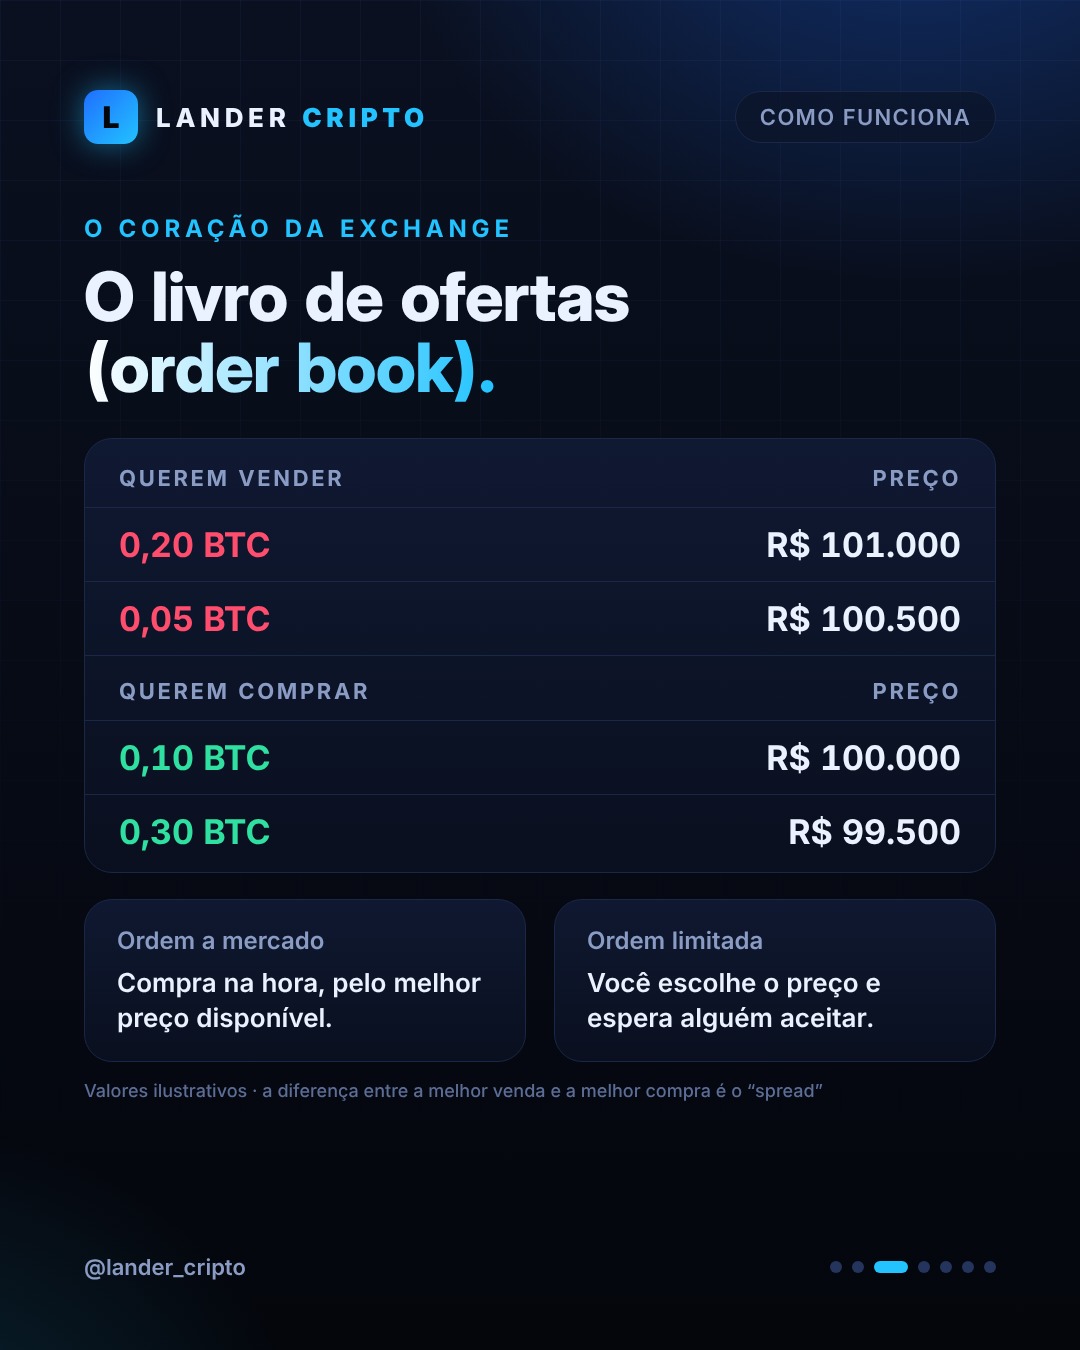 L LANDER CRIPTO
COMO FUNCIONA
O CORAÇÃO DA EXCHANGE
O livro de ofertas
(order book).
QUEREM VENDER PREÇO
0,20 BTC R$ 101.000
0,05 BTC R$ 100.500
QUEREM COMPRAR PREÇO
0,10 BTC R$ 100.000
0,30 BTC R$ 99.500
Ordem a mercado
Compra na hora, pelo melhor
preço disponível.
Ordem limitada
Você escolhe o preço e
espera alguém aceitar.
Valores ilustrativos · a diferença entre a melhor venda e a melhor compra é o “spread”
@lander_cripto